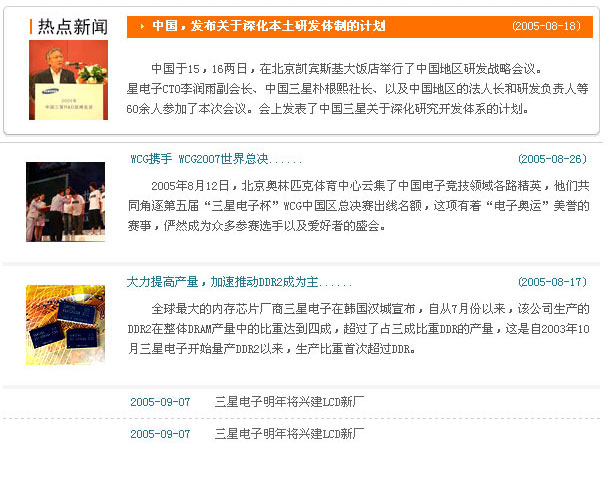 热点新闻
中国，发布关于深化本土研发体制的计划 (2005-08-18)
中国于15，16两日，在北京凯宾斯基大饭店举行了中国地区研发战略会议。
星电子CTO李润雨副会长、中国三星朴根熙社长、以及中国地区的法人长和研发负责人等
60余人参加了本次会议。会上发表了中国三星关于深化研究开发体系的计划。
SAMSUNG
WCG携手 WCG2007世界总决...... (2005-08-26)
2005年8月12日，北京奥林匹克体育中心云集了中国电子竞技领域各路精英，他们共
同角逐第五届“三星电子杯”WCG中国区总决赛出线名额，这项有着“电子奥运”美誉的
赛事，俨然成为众多参赛选手以及爱好者的盛会。
大力提高产量，加速推动DDR2成为主...... (2005-08-17)
全球最大的内存芯片厂商三星电子在韩国汉城宣布，自从7月份以来，该公司生产的
DDR2在整体DRAM产量中的比重达到四成，超过了占三成比重DDR的产量，这是自2003年10
月三星电子开始量产DDR2以来，生产比重首次超过DDR。
2005-09-07 三星电子明年将兴建LCD新厂
2005-09-07 三星电子明年将兴建LCD新厂